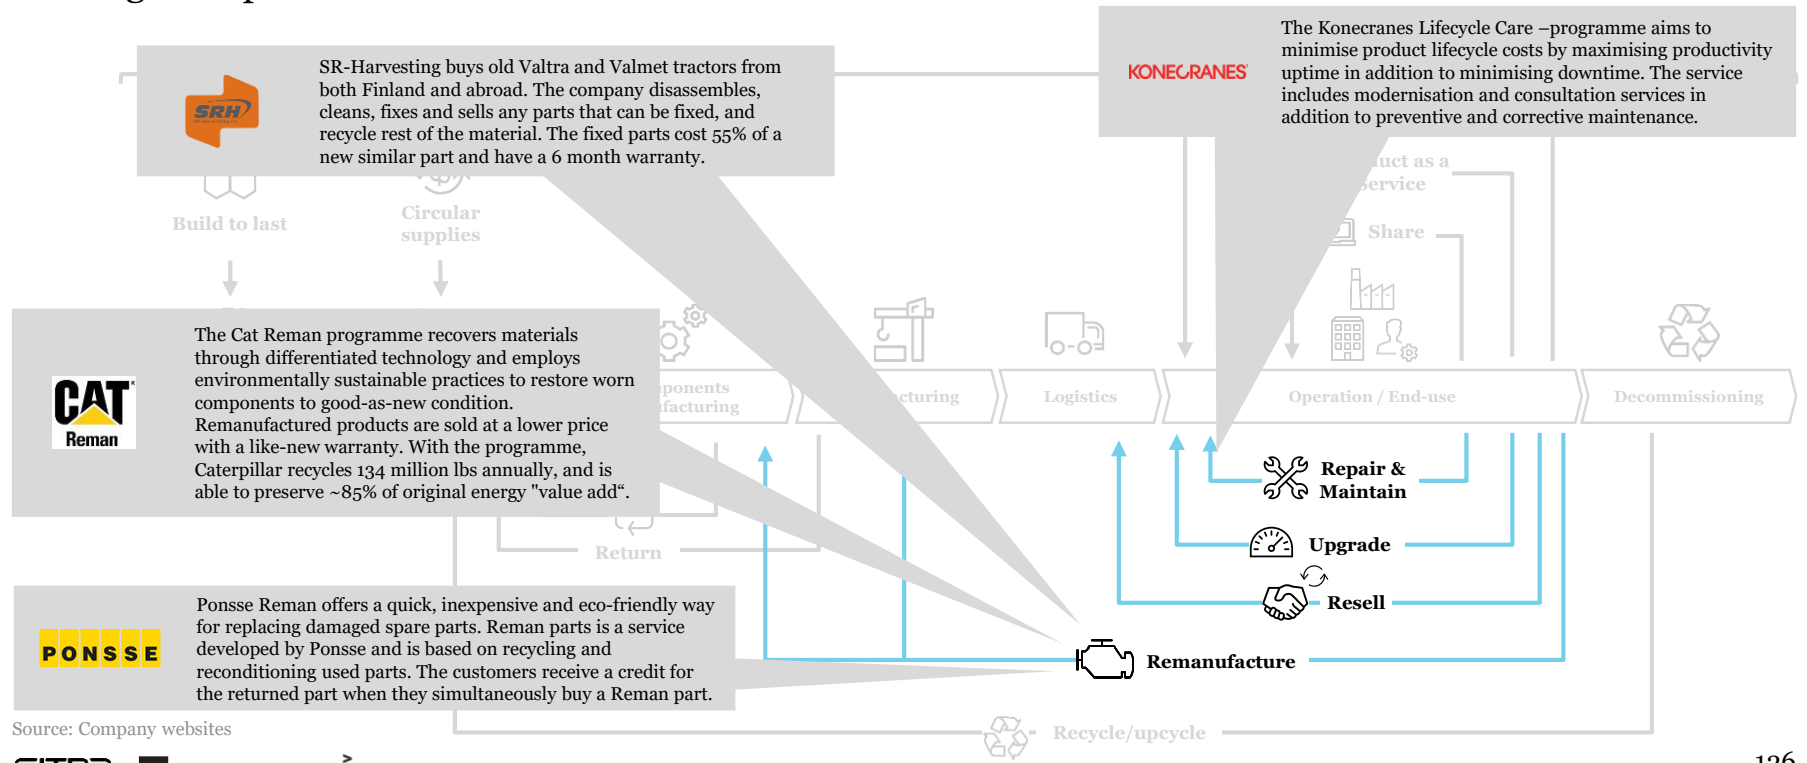 SRH
SR-Harvesting buys old Valtra and Valmet tractors from
both Finland and abroad. The company disassembles,
cleans, fixes and sells any parts that can be fixed, and
recycle rest of the material. The fixed parts cost 55% of a
new similar part and have a 6 month warranty.
KONECRANES
The Konecranes Lifecycle Care –programme aims to
minimise product lifecycle costs by maximising productivity
uptime in addition to minimising downtime. The service
includes modernisation and consultation services in
addition to preventive and corrective maintenance.
as a
Build to last
Circular
supplies
Share
CAT
Reman
The Cat Reman programme recovers materials
through differentiated technology and employs
environmentally sustainable practices to restore worn
components to good-as-new condition.
Remanufactured products are sold at a lower price
with a like-new warranty. With the programme,
Caterpillar recycles 134 million lbs annually, and is
able to preserve ~85% of original energy "value add“.
Logistics
Operation / End-use
Decommissioning
Repair &
Maintain
Return
Upgrade
Resell
Remanufacture
PONSSE
Ponsse Reman offers a quick, inexpensive and eco-friendly way
for replacing damaged spare parts. Reman parts is a service
developed by Ponsse and is based on recycling and
reconditioning used parts. The customers receive a credit for
the returned part when they simultaneously buy a Reman part.
Recycle/upcycle
Source: Company websites
SITRA
136